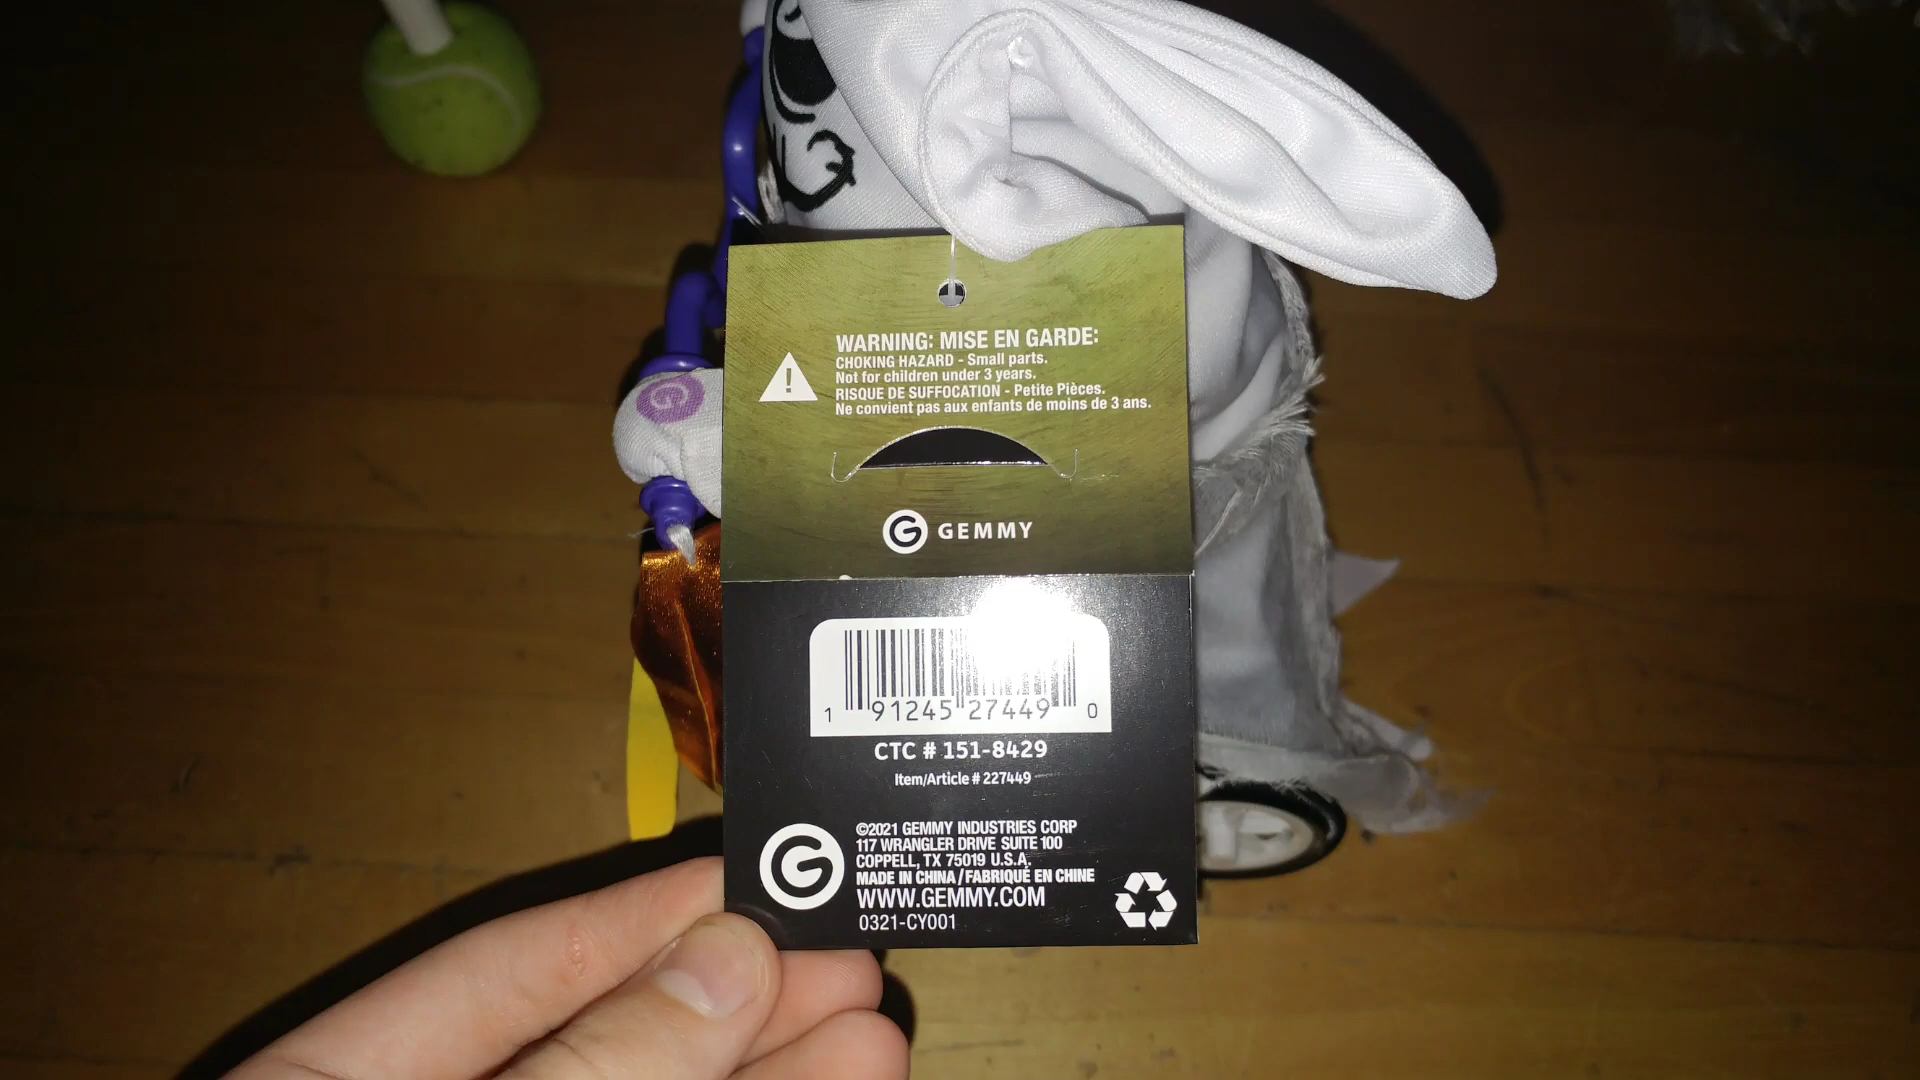 WARNING: MISE EN GARDE:
CHOKING HAZARD - Small parts.
Not for children under 3 years.
RISQUE DE SUFFOCATION - Petite Pièces.
Ne convient pas aux enfants de moins de 3 ans.
G
G GEMMY
1 91245 27449 0
CTC # 151-8429
Item/Article # 227449
©2021 GEMMY INDUSTRIES CORP
117 WRANGLER DRIVE SUITE 100
COPPELL, TX 75019 U.S.A.
MADE IN CHINA/FABRIQUÉ EN CHINE
WWW.GEMMY.COM
0321-CY001
G